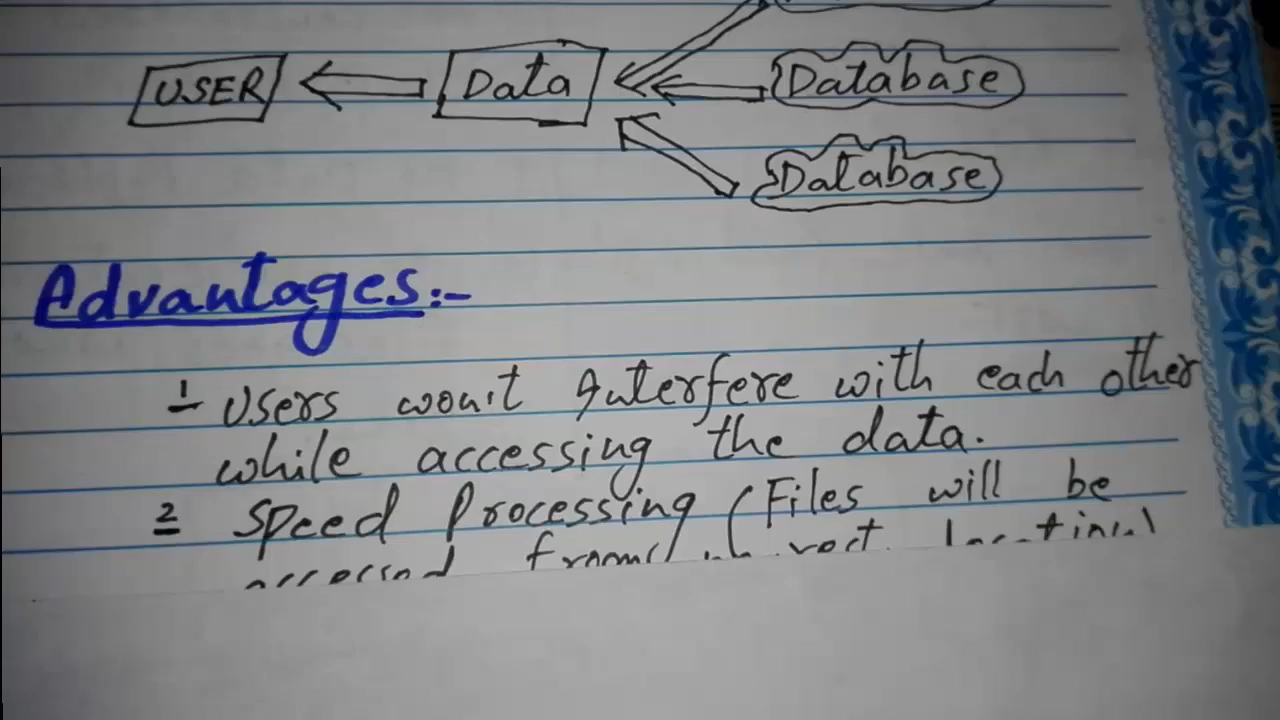 USER
Data
Database
Database
Advantages:-
1- Users won't Interfere with each other
while accessing the data.
2= Speed Processing (Files will be